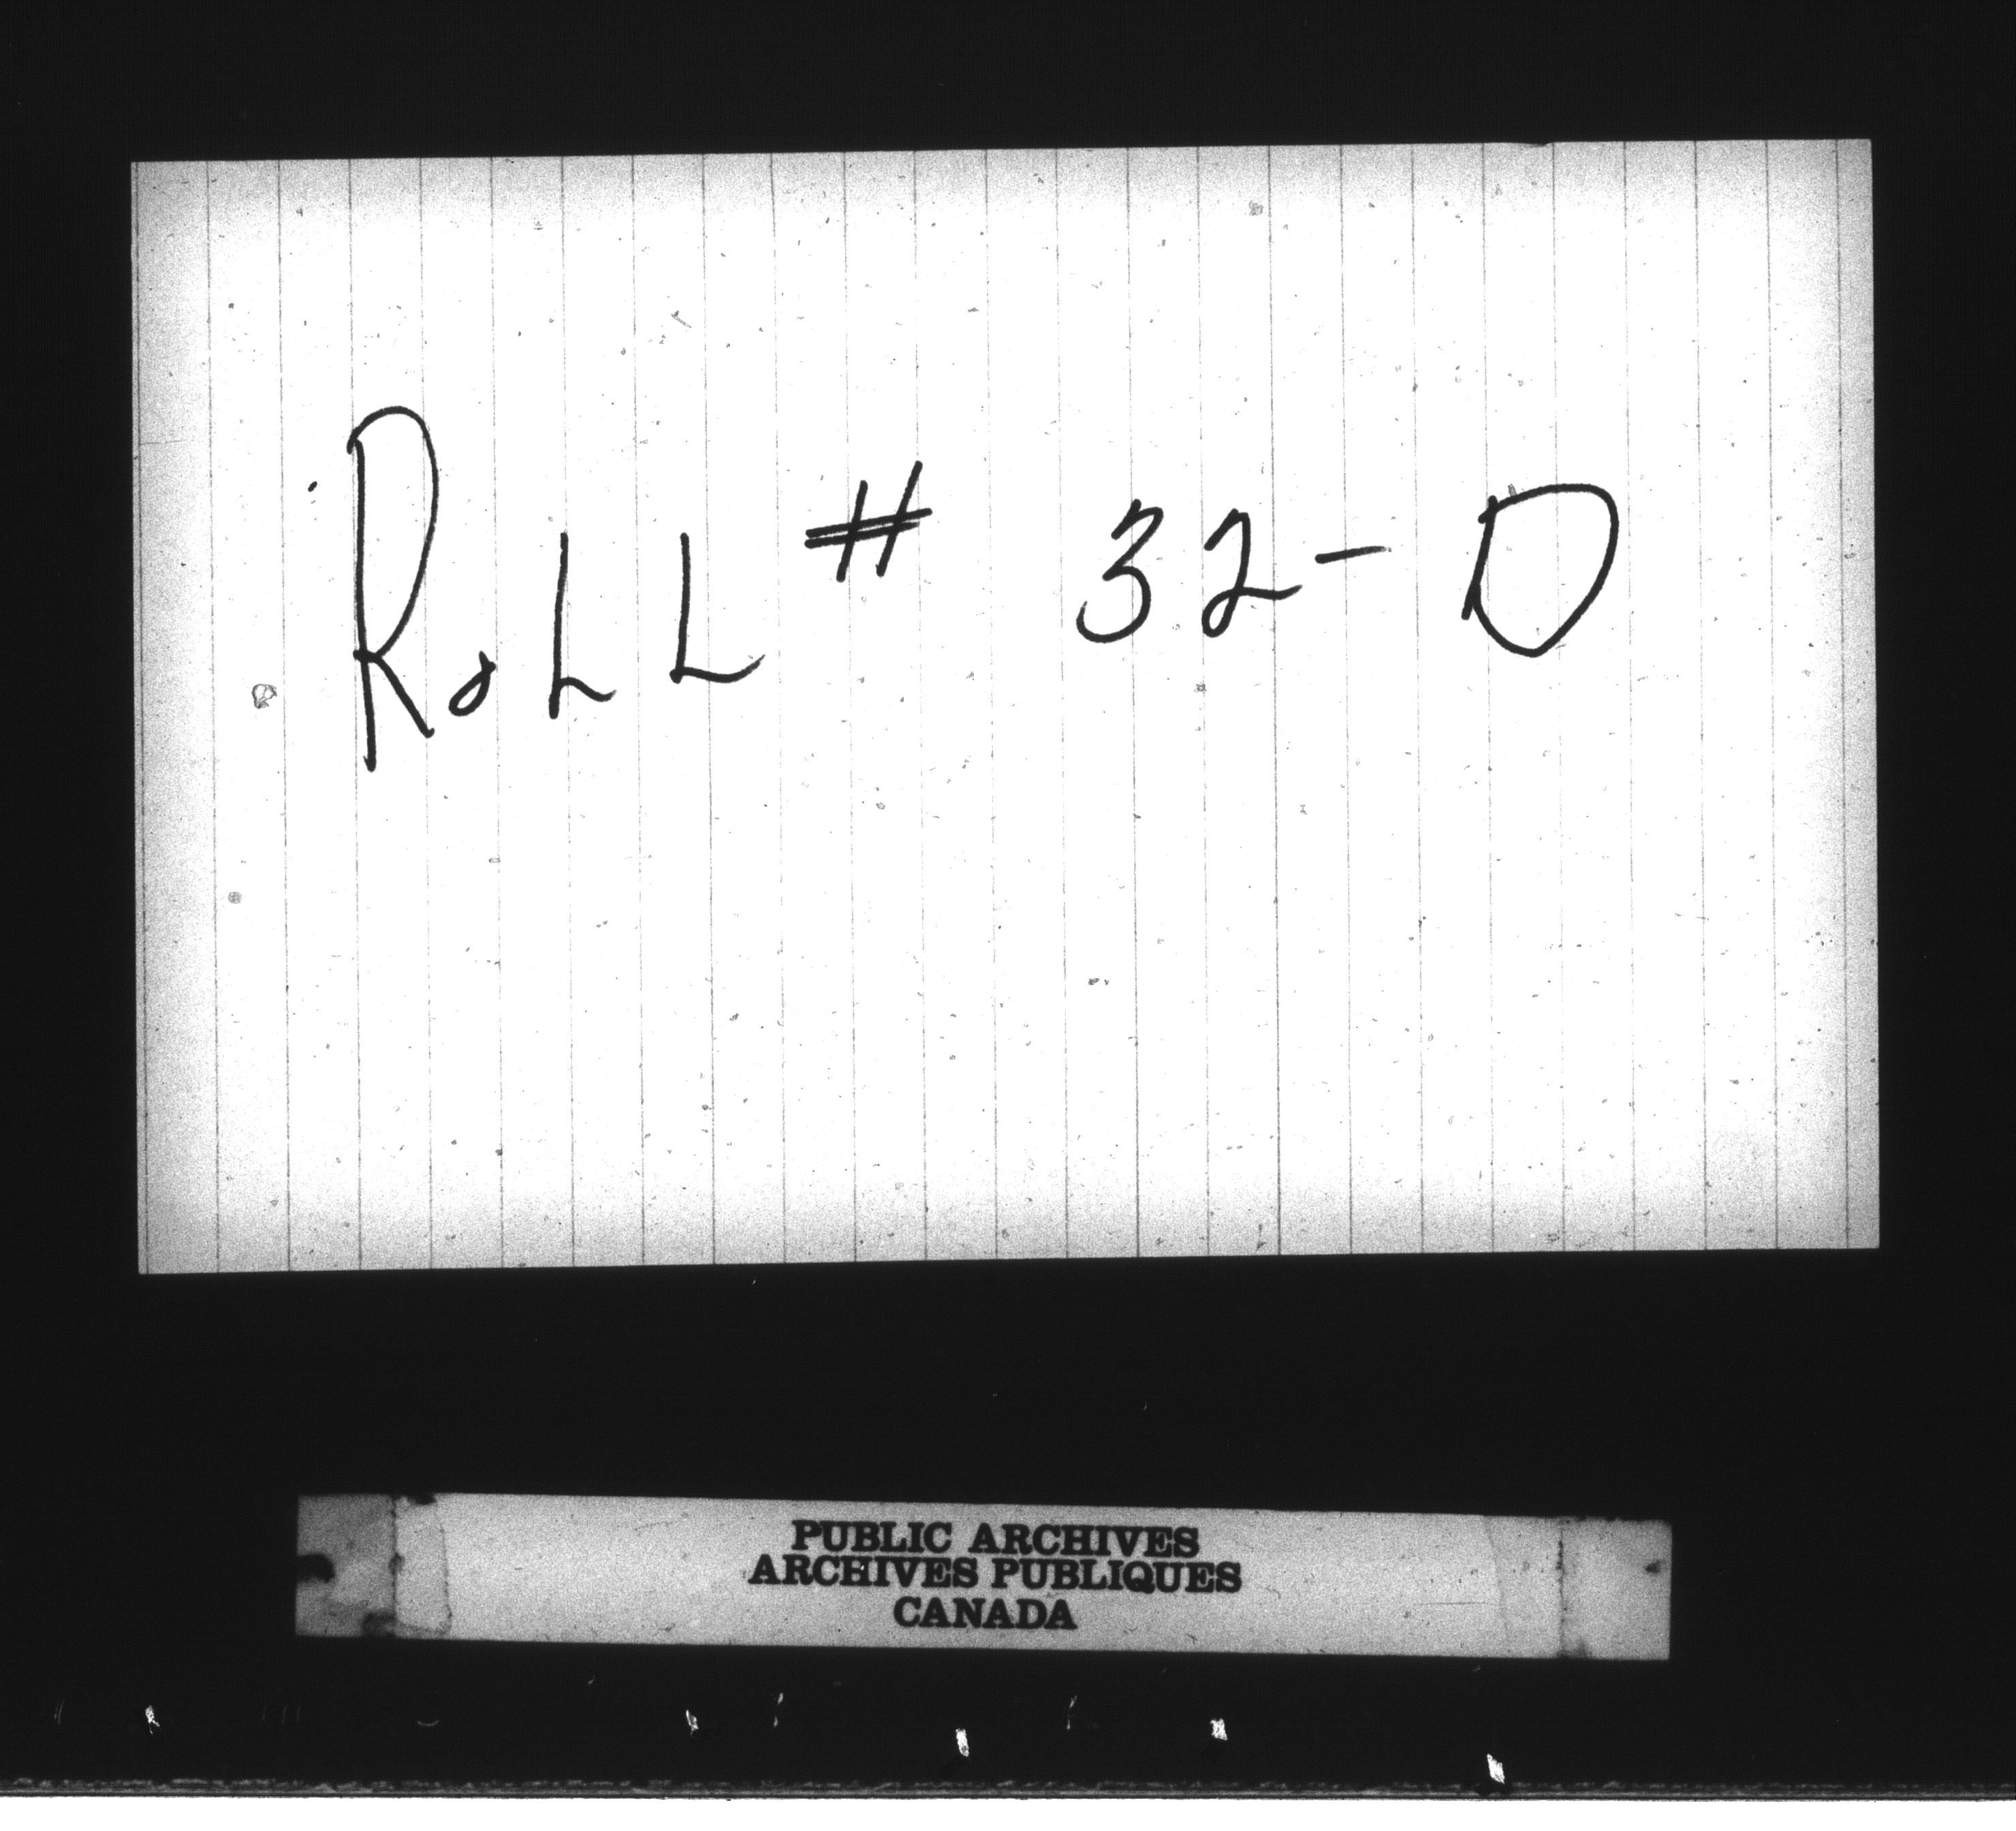 RoLL # 32-D
PUBLIC ARCHIVES
ARCHIVES PUBLIQUES
CANADA